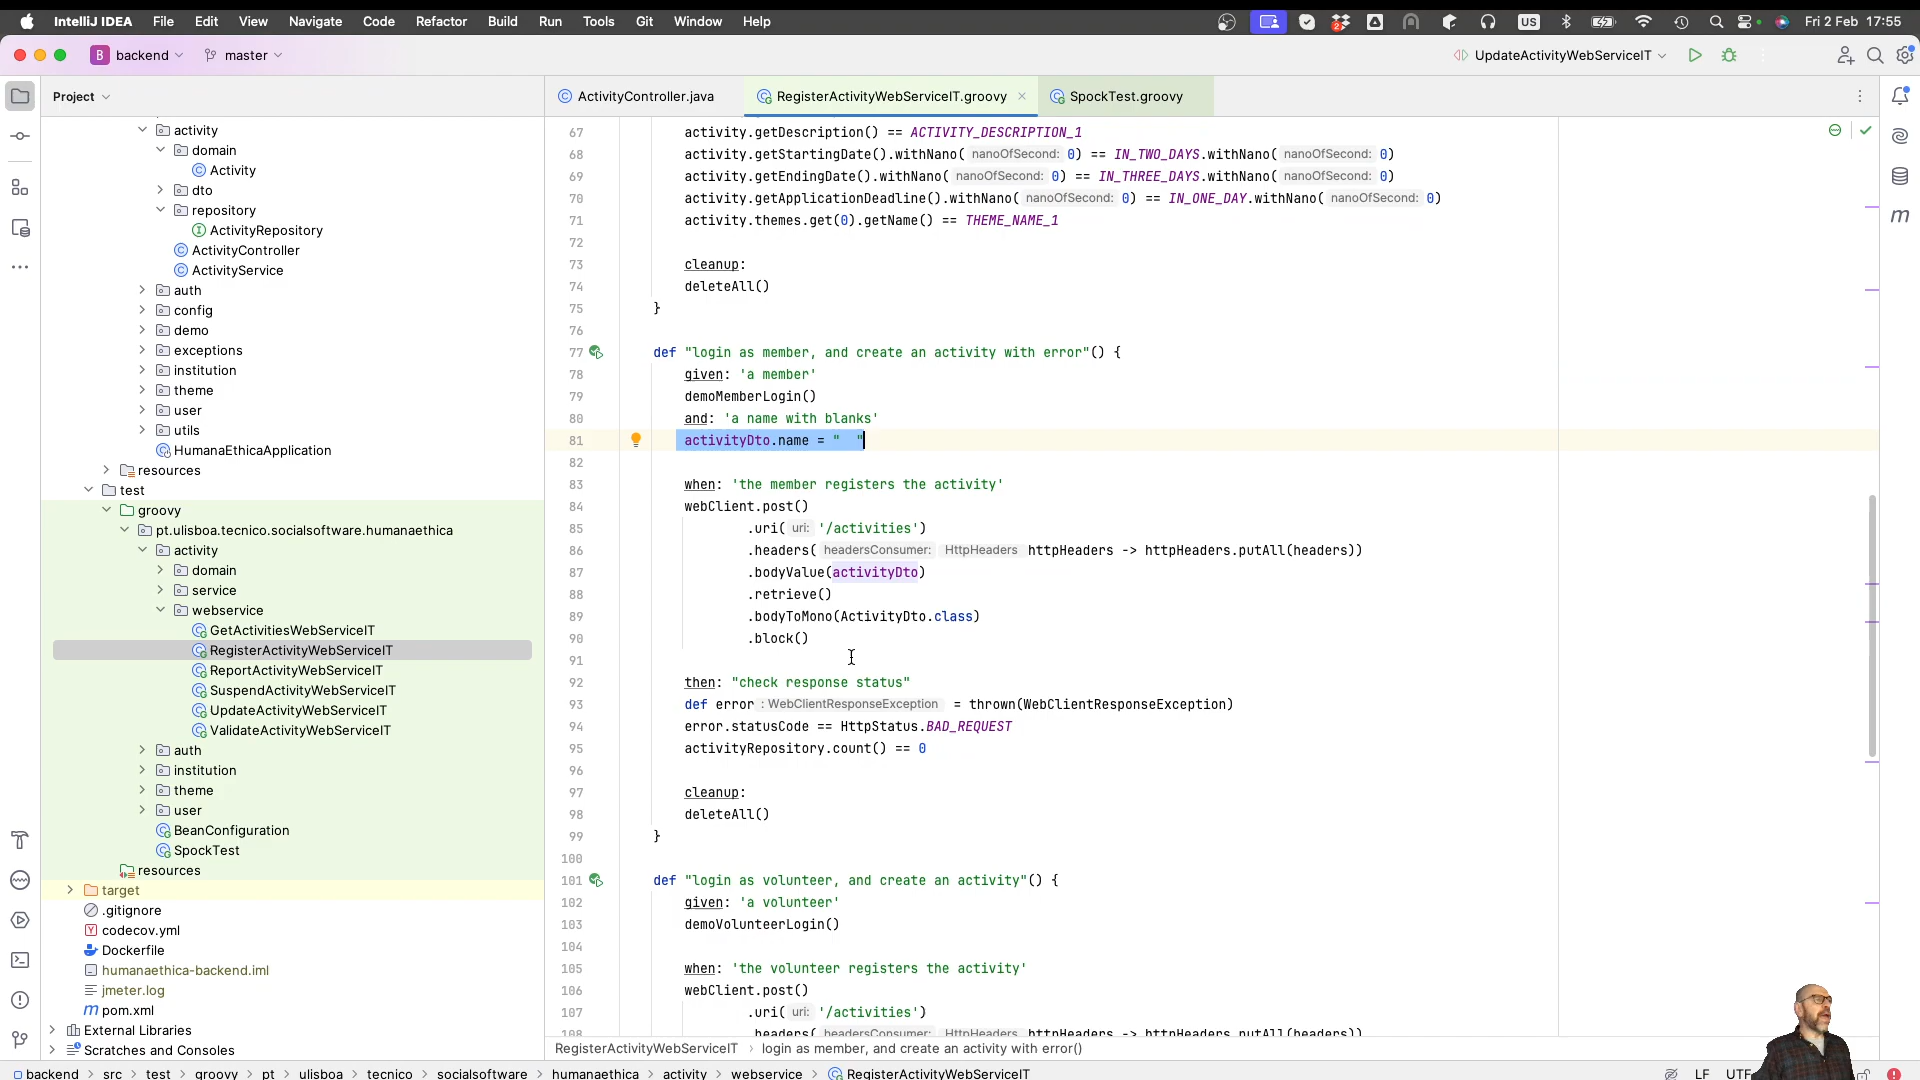 IntelliJ IDEA File Edit View Navigate Code Refactor Build Run Tools Git Window Help US Fri 2 Feb 17:55
B backend master UpdateActivityWebServiceIT
Project
ActivityController.java RegisterActivityWebServiceIT.groovy SpockTest.groovy
activity
domain
Activity
dto
repository
ActivityRepository
ActivityController
ActivityService
auth
config
demo
exceptions
institution
theme
user
utils
HumanaEthicaApplication
resources
test
groovy
pt.ulisboa.tecnico.socialsoftware.humanaethica
activity
domain
service
webservice
GetActivitiesWebServiceIT
RegisterActivityWebServiceIT
ReportActivityWebServiceIT
SuspendActivityWebServiceIT
UpdateActivityWebServiceIT
ValidateActivityWebServiceIT
auth
institution
theme
user
BeanConfiguration
SpockTest
resources
target
.gitignore
codecov.yml
Dockerfile
humanaethica-backend.iml
jmeter.log
pom.xml
External Libraries
Scratches and Consoles
67 activity.getDescription() == ACTIVITY_DESCRIPTION_1
68 activity.getStartingDate().withNano( nanoOfSecond: 0) == IN_TWO_DAYS.withNano( nanoOfSecond: 0)
69 activity.getEndingDate().withNano( nanoOfSecond: 0) == IN_THREE_DAYS.withNano( nanoOfSecond: 0)
70 activity.getApplicationDeadline().withNano( nanoOfSecond: 0) == IN_ONE_DAY.withNano( nanoOfSecond: 0)
71 activity.themes.get(0).getName() == THEME_NAME_1
72
73 cleanup:
74 deleteAll()
75 }
76
77 def "login as member, and create an activity with error"() {
78 given: 'a member'
79 demoMemberLogin()
80 and: 'a name with blanks'
81 activityDto.name = "  "
82
83 when: 'the member registers the activity'
84 webClient.post()
85 .uri( uri: '/activities')
86 .headers( headersConsumer: HttpHeaders httpHeaders -> httpHeaders.putAll(headers))
87 .bodyValue(activityDto)
88 .retrieve()
89 .bodyToMono(ActivityDto.class)
90 .block()
91
92 then: "check response status"
93 def error : WebClientResponseException = thrown(WebClientResponseException)
94 error.statusCode == HttpStatus.BAD_REQUEST
95 activityRepository.count() == 0
96
97 cleanup:
98 deleteAll()
99 }
100
101 def "login as volunteer, and create an activity"() {
102 given: 'a volunteer'
103 demoVolunteerLogin()
104
105 when: 'the volunteer registers the activity'
106 webClient.post()
107 .uri( uri: '/activities')
108 .headers( headersConsumer: HttpHeaders httpHeaders -> httpHeaders.putAll(headers))
RegisterActivityWebServiceIT › login as member, and create an activity with error()
backend > src > test > groovy > pt > ulisboa > tecnico > socialsoftware > humanaethica > activity > webservice > RegisterActivityWebServiceIT LF